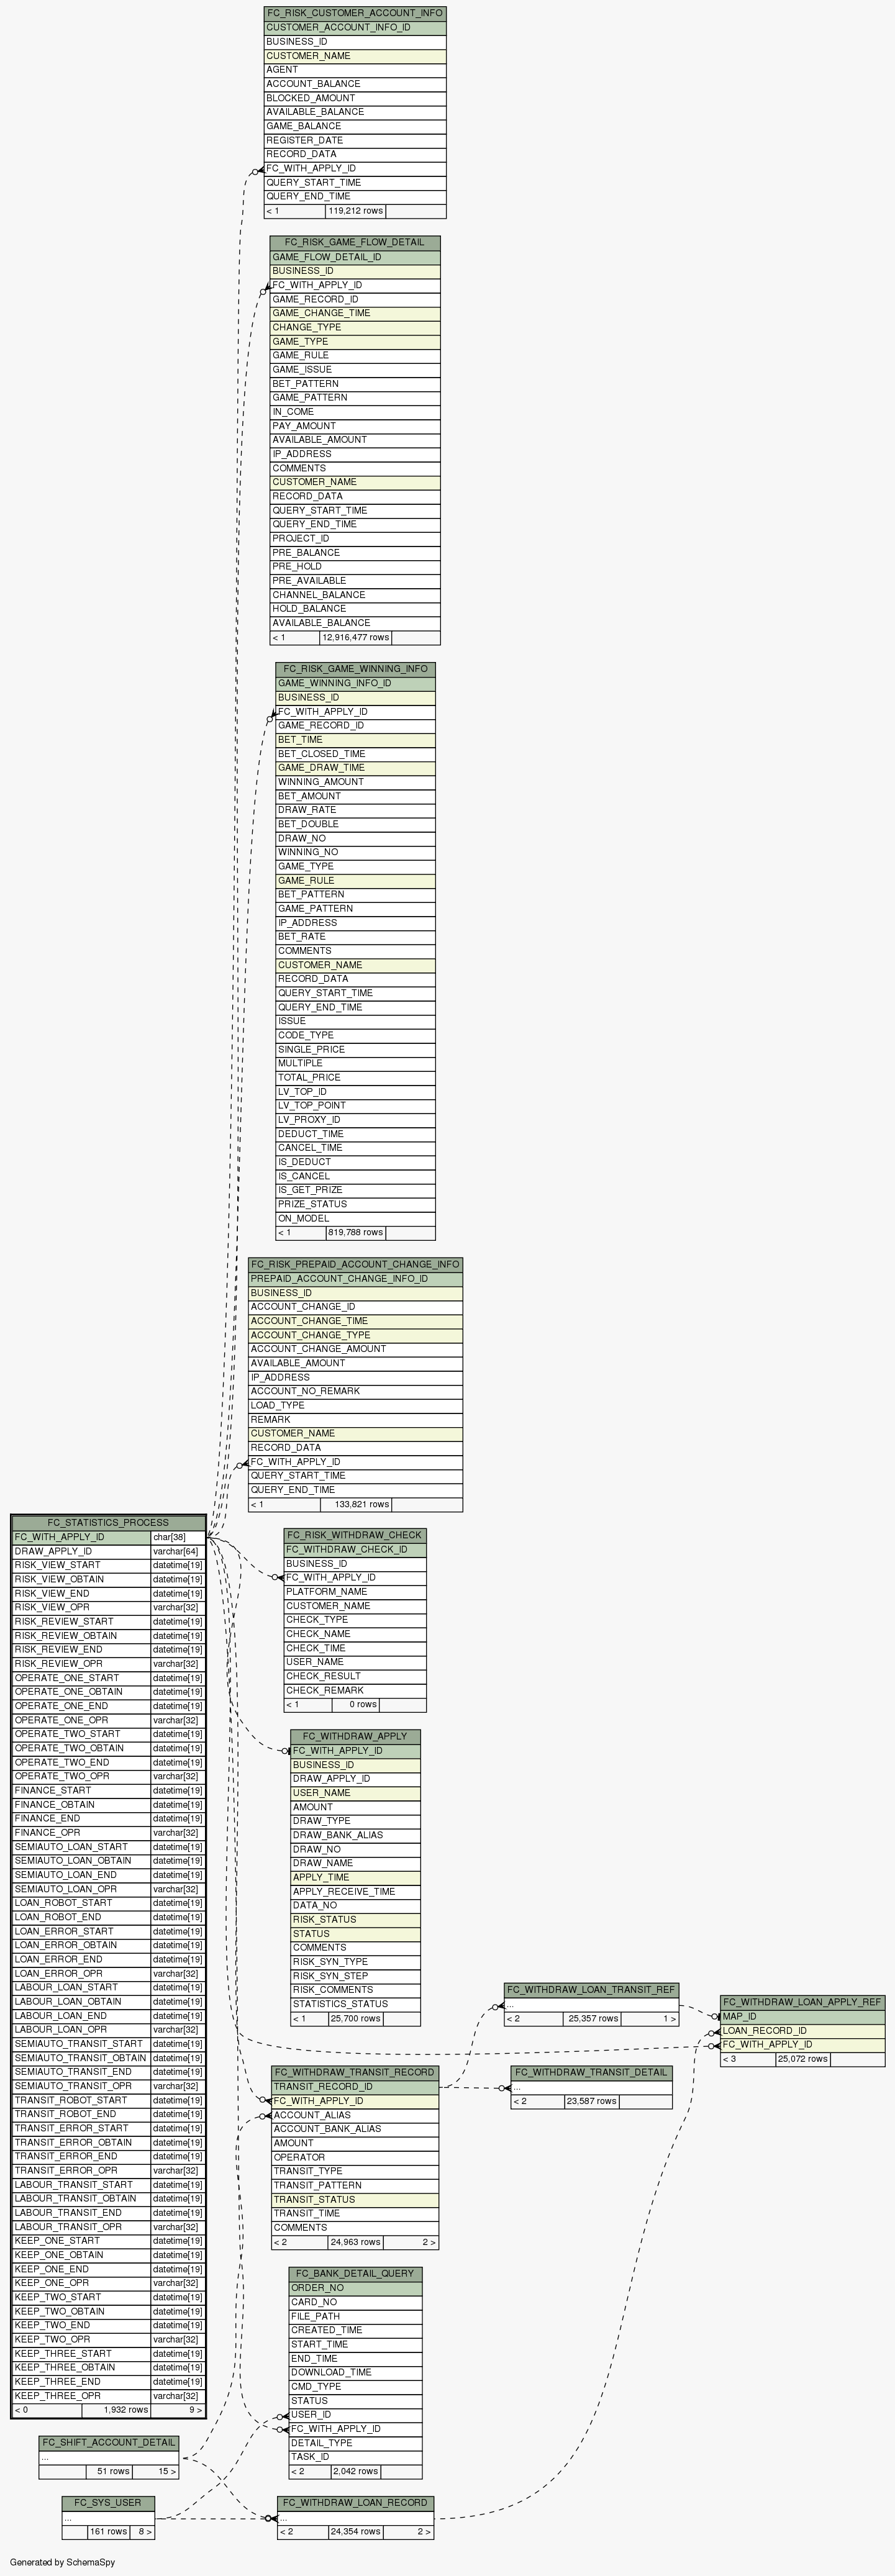 FC_RISK_CUSTOMER_ACCOUNT_INFO
CUSTOMER_ACCOUNT_INFO_ID
BUSINESS_ID
CUSTOMER_NAME
AGENT
ACCOUNT_BALANCE
BLOCKED_AMOUNT
AVAILABLE_BALANCE
GAME_BALANCE
REGISTER_DATE
RECORD_DATA
FC_WITH_APPLY_ID
QUERY_START_TIME
QUERY_END_TIME
< 1 119,212 rows
FC_RISK_GAME_FLOW_DETAIL
GAME_FLOW_DETAIL_ID
BUSINESS_ID
FC_WITH_APPLY_ID
GAME_RECORD_ID
GAME_CHANGE_TIME
CHANGE_TYPE
GAME_TYPE
GAME_RULE
GAME_ISSUE
BET_PATTERN
GAME_PATTERN
IN_COME
PAY_AMOUNT
AVAILABLE_AMOUNT
IP_ADDRESS
COMMENTS
CUSTOMER_NAME
RECORD_DATA
QUERY_START_TIME
QUERY_END_TIME
PROJECT_ID
PRE_BALANCE
PRE_HOLD
PRE_AVAILABLE
CHANNEL_BALANCE
HOLD_BALANCE
AVAILABLE_BALANCE
< 1 12,916,477 rows
FC_RISK_GAME_WINNING_INFO
GAME_WINNING_INFO_ID
BUSINESS_ID
FC_WITH_APPLY_ID
GAME_RECORD_ID
BET_TIME
BET_CLOSED_TIME
GAME_DRAW_TIME
WINNING_AMOUNT
BET_AMOUNT
DRAW_RATE
BET_DOUBLE
DRAW_NO
WINNING_NO
GAME_TYPE
GAME_RULE
BET_PATTERN
GAME_PATTERN
IP_ADDRESS
BET_RATE
COMMENTS
CUSTOMER_NAME
RECORD_DATA
QUERY_START_TIME
QUERY_END_TIME
ISSUE
CODE_TYPE
SINGLE_PRICE
MULTIPLE
TOTAL_PRICE
LV_TOP_ID
LV_TOP_POINT
LV_PROXY_ID
DEDUCT_TIME
CANCEL_TIME
IS_DEDUCT
IS_CANCEL
IS_GET_PRIZE
PRIZE_STATUS
ON_MODEL
< 1 819,788 rows
FC_RISK_PREPAID_ACCOUNT_CHANGE_INFO
PREPAID_ACCOUNT_CHANGE_INFO_ID
BUSINESS_ID
ACCOUNT_CHANGE_ID
ACCOUNT_CHANGE_TIME
ACCOUNT_CHANGE_TYPE
ACCOUNT_CHANGE_AMOUNT
AVAILABLE_AMOUNT
IP_ADDRESS
ACCOUNT_NO_REMARK
LOAD_TYPE
REMARK
CUSTOMER_NAME
RECORD_DATA
FC_WITH_APPLY_ID
QUERY_START_TIME
QUERY_END_TIME
< 1 133,821 rows
FC_STATISTICS_PROCESS
FC_WITH_APPLY_ID char[38]
DRAW_APPLY_ID varchar[64]
RISK_VIEW_START datetime[19]
RISK_VIEW_OBTAIN datetime[19]
RISK_VIEW_END datetime[19]
RISK_VIEW_OPR varchar[32]
RISK_REVIEW_START datetime[19]
RISK_REVIEW_OBTAIN datetime[19]
RISK_REVIEW_END datetime[19]
RISK_REVIEW_OPR varchar[32]
OPERATE_ONE_START datetime[19]
OPERATE_ONE_OBTAIN datetime[19]
OPERATE_ONE_END datetime[19]
OPERATE_ONE_OPR varchar[32]
OPERATE_TWO_START datetime[19]
OPERATE_TWO_OBTAIN datetime[19]
OPERATE_TWO_END datetime[19]
OPERATE_TWO_OPR varchar[32]
FINANCE_START datetime[19]
FINANCE_OBTAIN datetime[19]
FINANCE_END datetime[19]
FINANCE_OPR varchar[32]
SEMIAUTO_LOAN_START datetime[19]
SEMIAUTO_LOAN_OBTAIN datetime[19]
SEMIAUTO_LOAN_END datetime[19]
SEMIAUTO_LOAN_OPR varchar[32]
LOAN_ROBOT_START datetime[19]
LOAN_ROBOT_END datetime[19]
LOAN_ERROR_START datetime[19]
LOAN_ERROR_OBTAIN datetime[19]
LOAN_ERROR_END datetime[19]
LOAN_ERROR_OPR varchar[32]
LABOUR_LOAN_START datetime[19]
LABOUR_LOAN_OBTAIN datetime[19]
LABOUR_LOAN_END datetime[19]
LABOUR_LOAN_OPR varchar[32]
SEMIAUTO_TRANSIT_START datetime[19]
SEMIAUTO_TRANSIT_OBTAIN datetime[19]
SEMIAUTO_TRANSIT_END datetime[19]
SEMIAUTO_TRANSIT_OPR varchar[32]
TRANSIT_ROBOT_START datetime[19]
TRANSIT_ROBOT_END datetime[19]
TRANSIT_ERROR_START datetime[19]
TRANSIT_ERROR_OBTAIN datetime[19]
TRANSIT_ERROR_END datetime[19]
TRANSIT_ERROR_OPR varchar[32]
LABOUR_TRANSIT_START datetime[19]
LABOUR_TRANSIT_OBTAIN datetime[19]
LABOUR_TRANSIT_END datetime[19]
LABOUR_TRANSIT_OPR varchar[32]
KEEP_ONE_START datetime[19]
KEEP_ONE_OBTAIN datetime[19]
KEEP_ONE_END datetime[19]
KEEP_ONE_OPR varchar[32]
KEEP_TWO_START datetime[19]
KEEP_TWO_OBTAIN datetime[19]
KEEP_TWO_END datetime[19]
KEEP_TWO_OPR varchar[32]
KEEP_THREE_START datetime[19]
KEEP_THREE_OBTAIN datetime[19]
KEEP_THREE_END datetime[19]
KEEP_THREE_OPR varchar[32]
< 0 1,932 rows 9 >
FC_RISK_WITHDRAW_CHECK
FC_WITHDRAW_CHECK_ID
BUSINESS_ID
FC_WITH_APPLY_ID
PLATFORM_NAME
CUSTOMER_NAME
CHECK_TYPE
CHECK_NAME
CHECK_TIME
USER_NAME
CHECK_RESULT
CHECK_REMARK
< 1 0 rows
FC_WITHDRAW_APPLY
FC_WITH_APPLY_ID
BUSINESS_ID
DRAW_APPLY_ID
USER_NAME
AMOUNT
DRAW_TYPE
DRAW_BANK_ALIAS
DRAW_NO
DRAW_NAME
APPLY_TIME
APPLY_RECEIVE_TIME
DATA_NO
RISK_STATUS
STATUS
COMMENTS
RISK_SYN_TYPE
RISK_SYN_STEP
RISK_COMMENTS
STATISTICS_STATUS
< 1 25,700 rows
FC_WITHDRAW_LOAN_TRANSIT_REF
...
< 2 25,357 rows 1 >
FC_WITHDRAW_LOAN_APPLY_REF
MAP_ID
LOAN_RECORD_ID
FC_WITH_APPLY_ID
< 3 25,072 rows
FC_WITHDRAW_TRANSIT_RECORD
TRANSIT_RECORD_ID
FC_WITH_APPLY_ID
ACCOUNT_ALIAS
ACCOUNT_BANK_ALIAS
AMOUNT
OPERATOR
TRANSIT_TYPE
TRANSIT_PATTERN
TRANSIT_STATUS
TRANSIT_TIME
COMMENTS
< 2 24,963 rows 2 >
FC_WITHDRAW_TRANSIT_DETAIL
...
< 2 23,587 rows
FC_BANK_DETAIL_QUERY
ORDER_NO
CARD_NO
FILE_PATH
CREATED_TIME
START_TIME
END_TIME
DOWNLOAD_TIME
CMD_TYPE
STATUS
USER_ID
FC_WITH_APPLY_ID
DETAIL_TYPE
TASK_ID
< 2 2,042 rows
FC_SHIFT_ACCOUNT_DETAIL
...
51 rows 15 >
FC_SYS_USER
...
161 rows 8 >
FC_WITHDRAW_LOAN_RECORD
...
< 2 24,354 rows 2 >
Generated by SchemaSpy